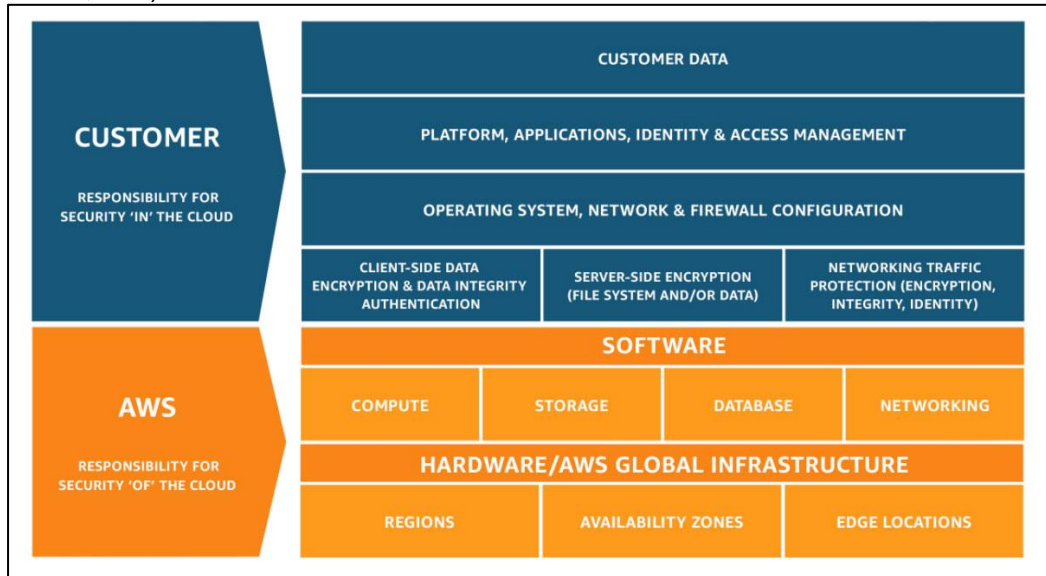 CUSTOMER
RESPONSIBILITY FOR
SECURITY ‘IN’ THE CLOUD
CUSTOMER DATA
PLATFORM, APPLICATIONS, IDENTITY & ACCESS MANAGEMENT
OPERATING SYSTEM, NETWORK & FIREWALL CONFIGURATION
CLIENT-SIDE DATA
ENCRYPTION & DATA INTEGRITY
AUTHENTICATION
SERVER-SIDE ENCRYPTION
(FILE SYSTEM AND/OR DATA)
NETWORKING TRAFFIC
PROTECTION (ENCRYPTION,
INTEGRITY, IDENTITY)
AWS
RESPONSIBILITY FOR
SECURITY ‘OF’ THE CLOUD
SOFTWARE
COMPUTE
STORAGE
DATABASE
NETWORKING
HARDWARE/AWS GLOBAL INFRASTRUCTURE
REGIONS
AVAILABILITY ZONES
EDGE LOCATIONS